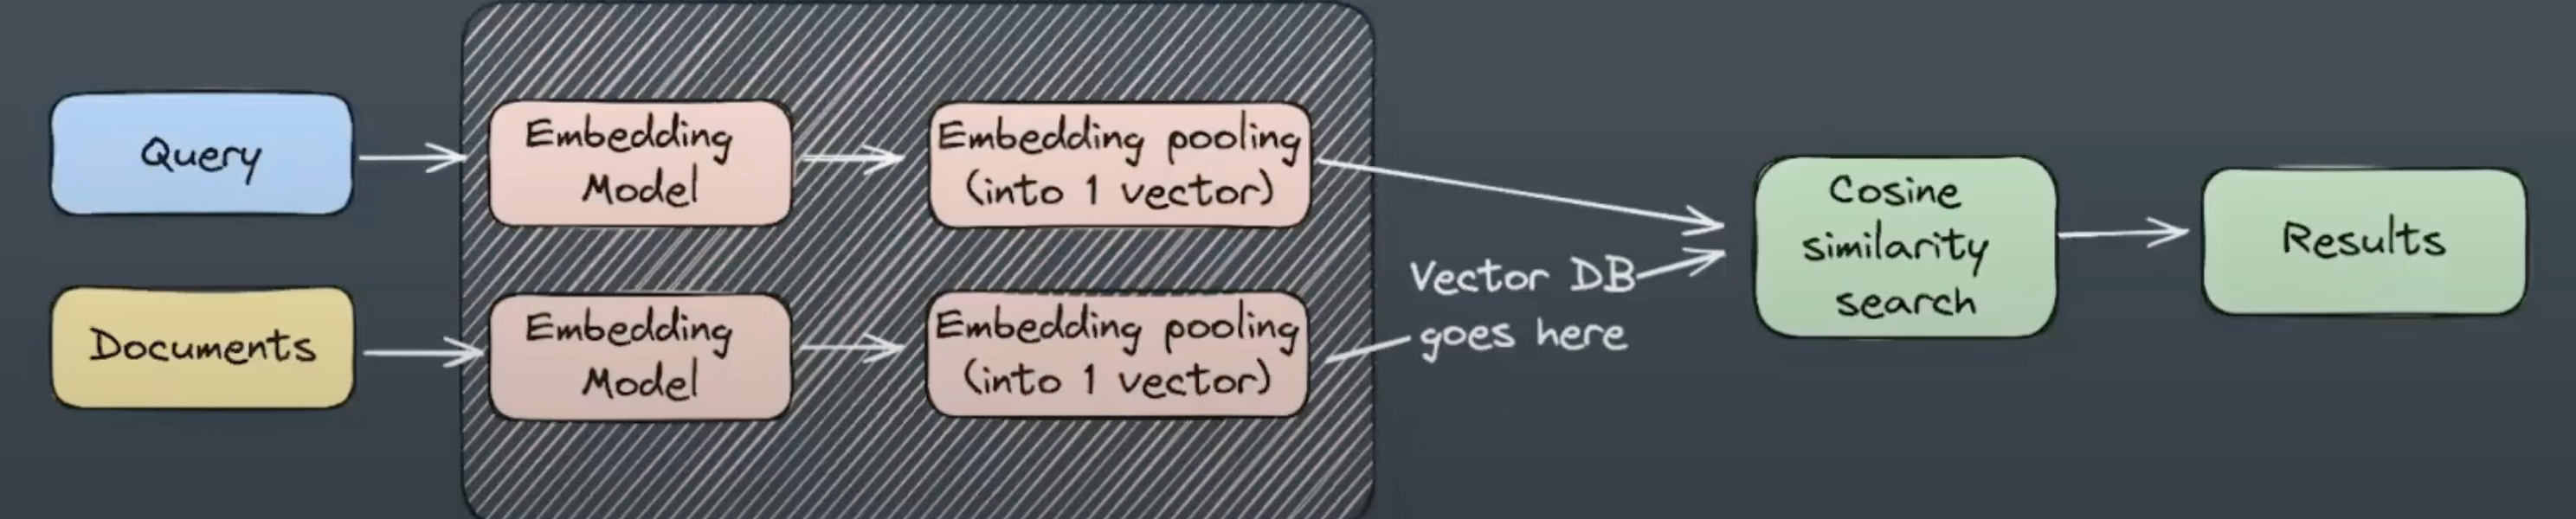 Query
Embedding
Model
Embedding pooling
(into 1 vector)
Documents
Embedding
Model
Embedding pooling
(into 1 vector)
Vector DB
goes here
Cosine
similarity
search
Results